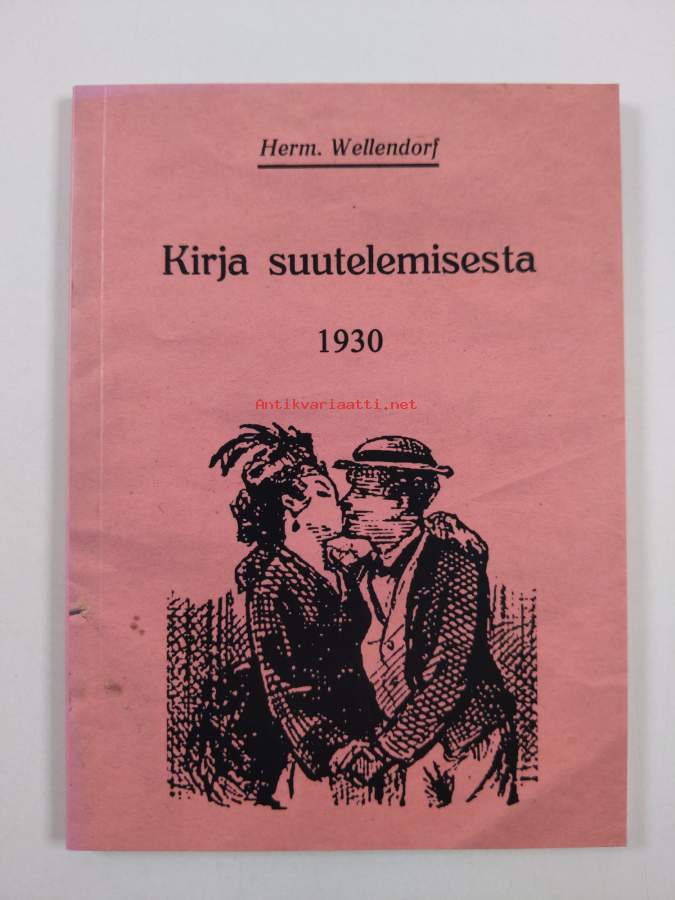 Herm. Wellendorf
Kirja suutelemisesta
1930
Antikvariaatti.net